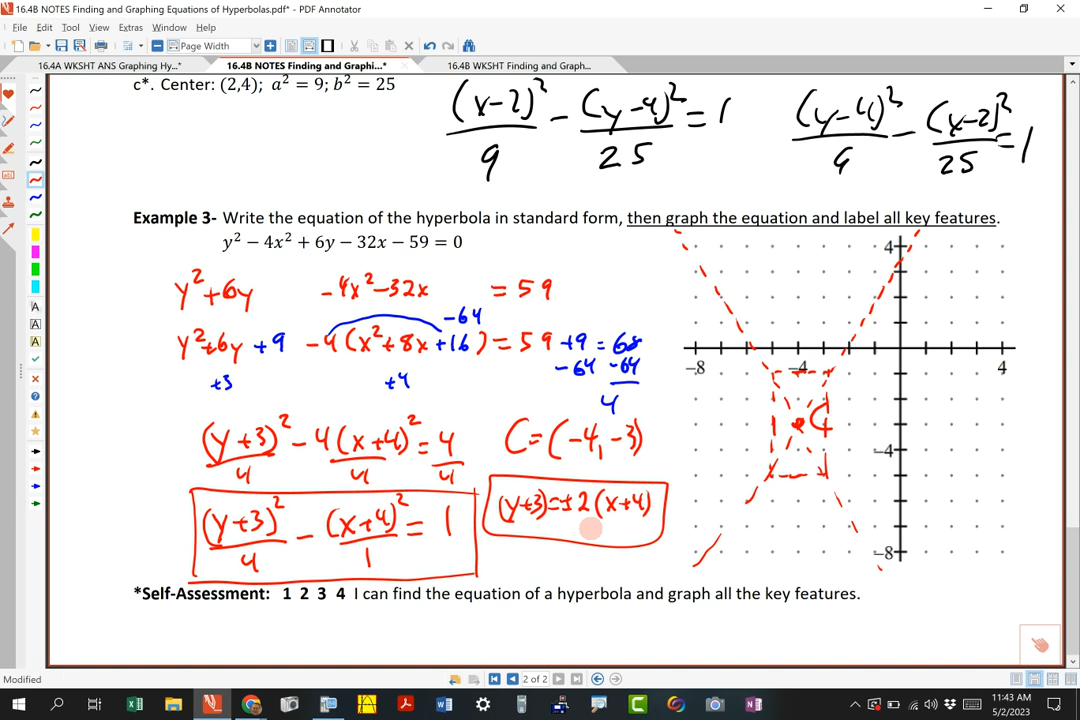 16.4B NOTES Finding and Graphing Equations of Hyperbolas.pdf* - PDF Annotator
File Edit Tool View Extras Window Help
Page Width
16.4A WKSHT ANS Graphing Hy...* 16.4B NOTES Finding and Graphi...* 16.4B WKSHT Finding and Graph...
c*. Center: (2,4); a² = 9; b² = 25
(x-2)²/9 - (y-4)²/25 = 1 (y-4)²/9 - (x-2)²/25 = 1
Example 3- Write the equation of the hyperbola in standard form, then graph the equation and label all key features.
y² − 4x² + 6y − 32x − 59 = 0
y²+6y -4x²-32x = 59
-64
y²+6y +9 -4(x²+8x+16) = 59 +9 = 68
+3 +4 -64 -64
4
(y+3)²/4 - 4(x+4)²/4 = 4/4 C=(-4,-3)
(y+3)²/4 - (x+4)²/1 = 1 (y+3)=±2(x+4)
4
-8 -4 4
C
-4
-8
*Self-Assessment: 1 2 3 4 I can find the equation of a hyperbola and graph all the key features.
Modified 2 of 2
11:43 AM
5/2/2023